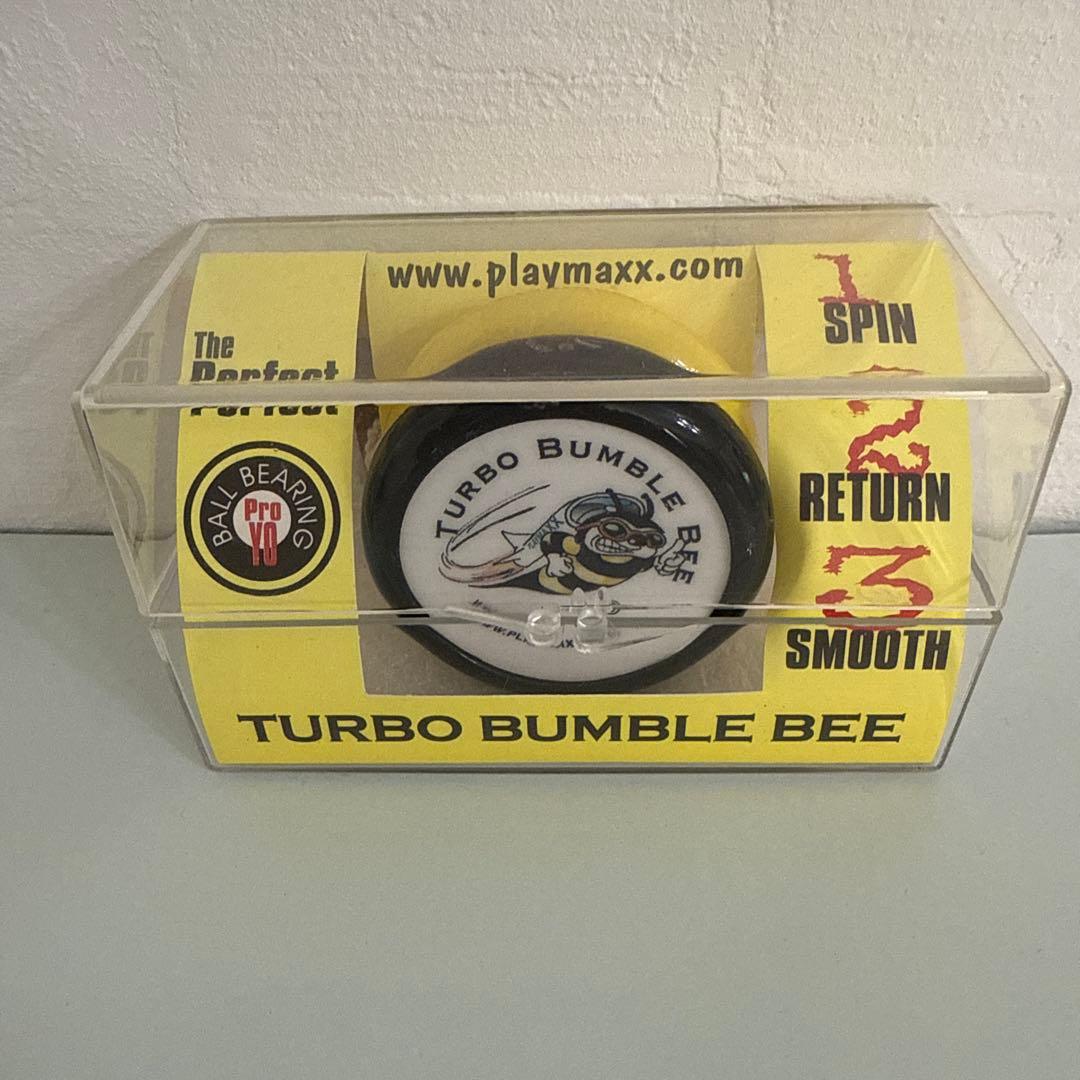 www.playmaxx.com
The
Perfect
BALL BEARING
Pro
YO
1
SPIN
2
RETURN
3
SMOOTH
TURBO BUMBLE BEE
TURBO BUMBLE BEE